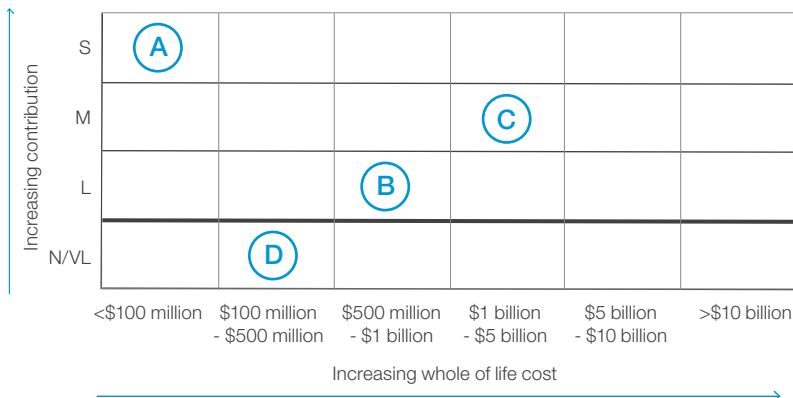 Increasing contribution
S
A
M
C
L
B
N/VL
D
<$100 million
$100 million
- $500 million
$500 million
- $1 billion
$1 billion
- $5 billion
$5 billion
- $10 billion
>$10 billion
Increasing whole of life cost